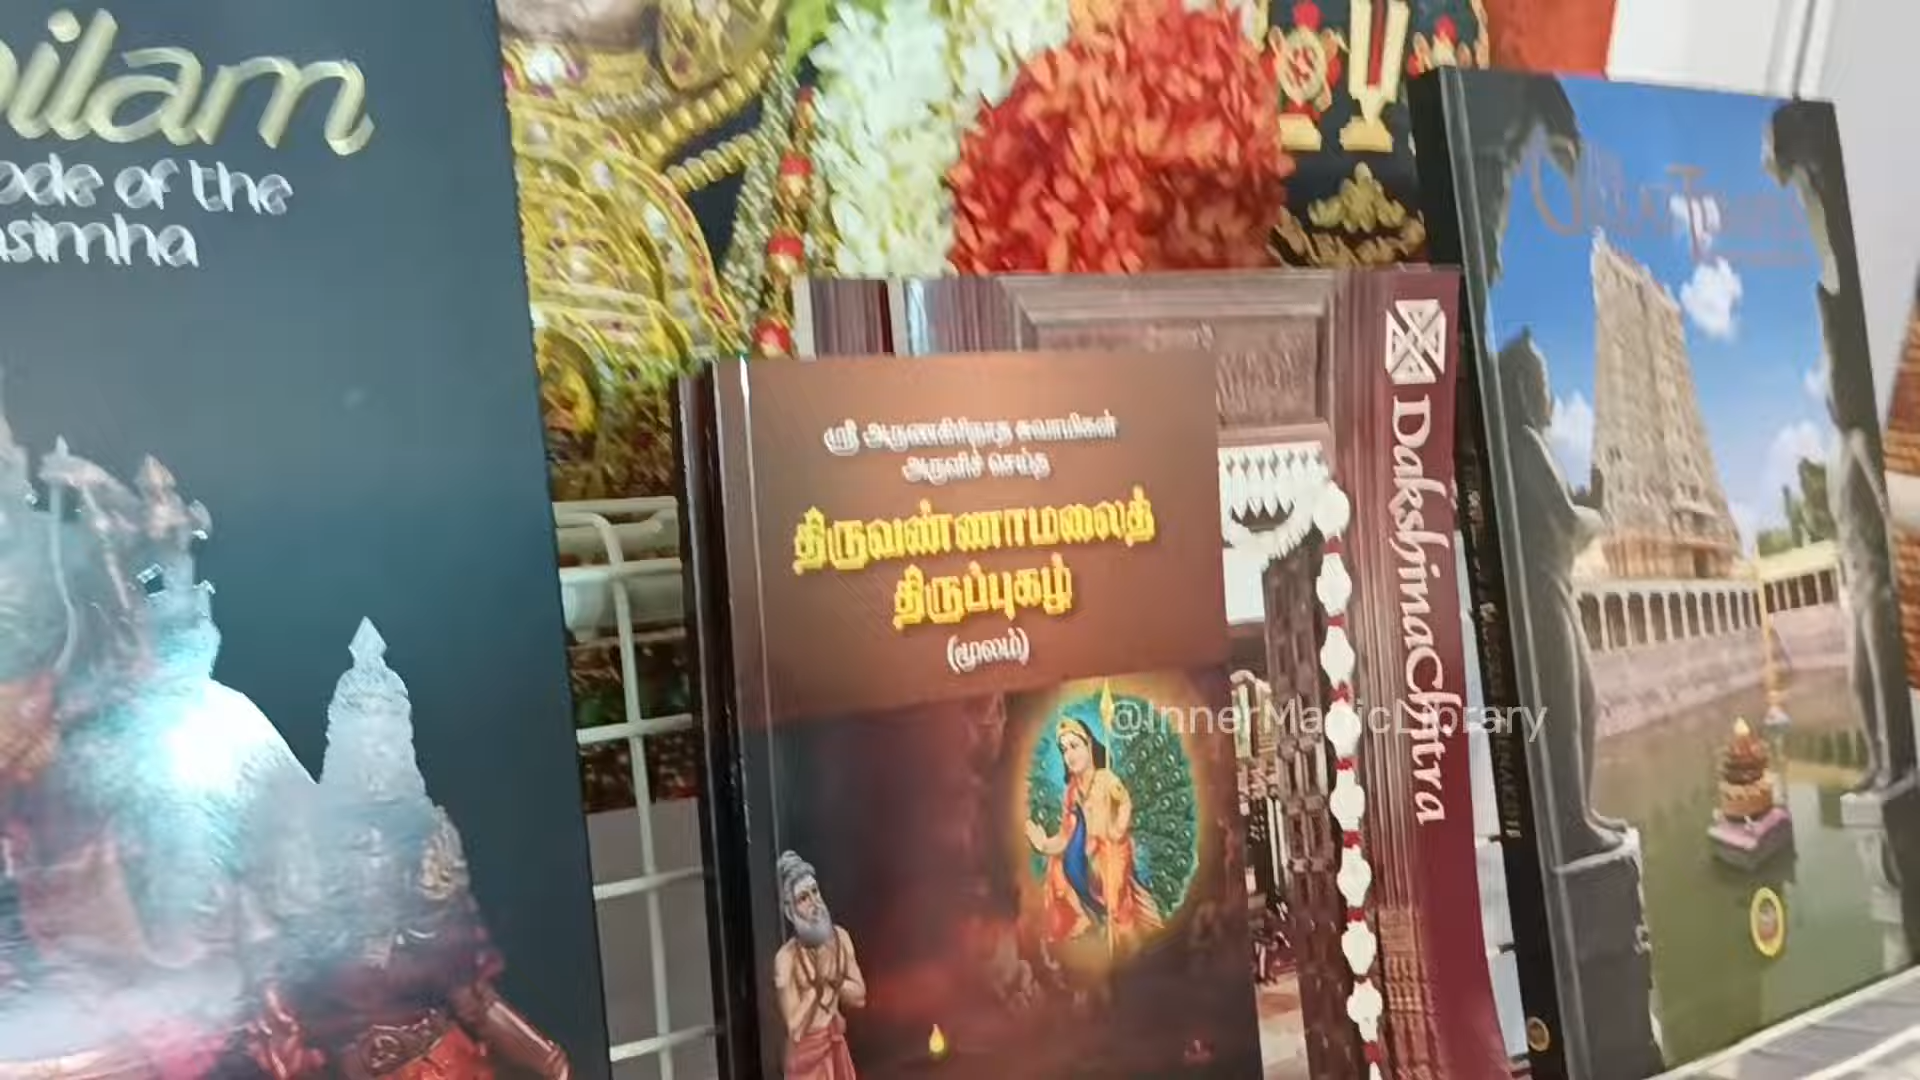 ilam
ode of the
simha
ஸ்ரீ அருணகிரிநாத சுவாமிகள்
அருளிச் செய்த
திருவண்ணாமலைத்
திருப்புகழ்
(மூலம்)
DakshinaChitra
@InnerMagicLibrary